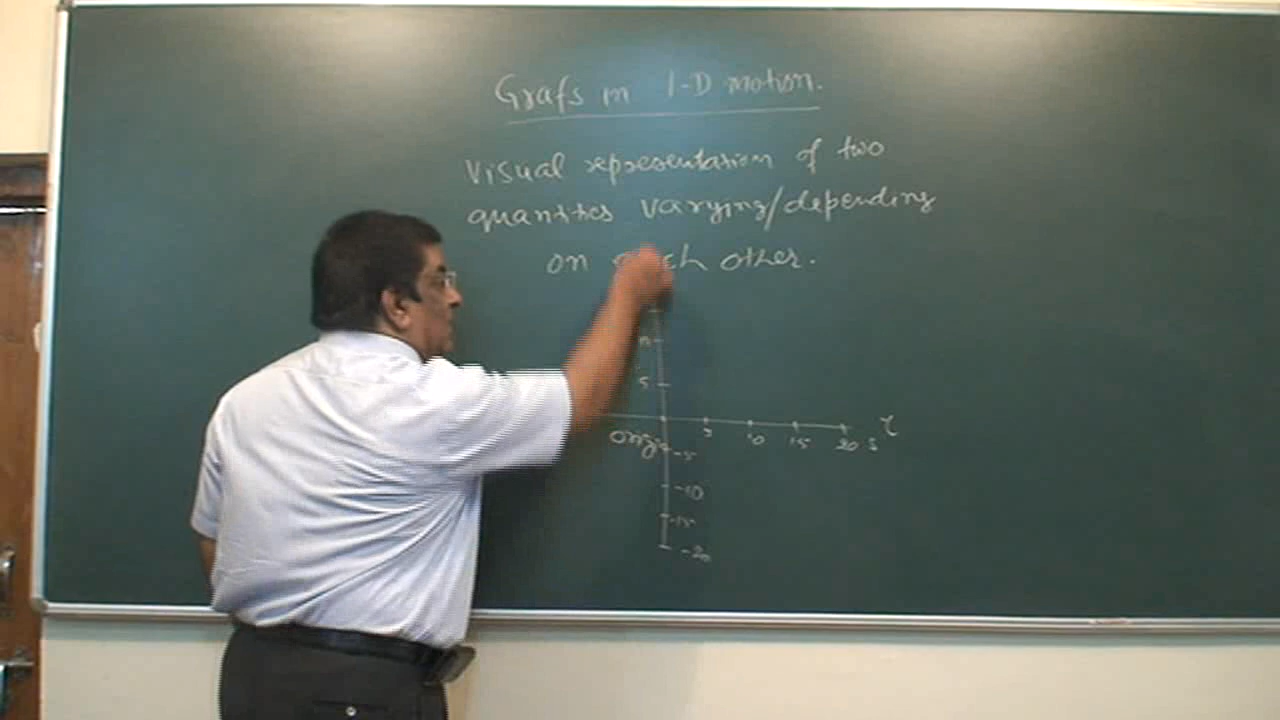 Grafs in 1-D motion.
Visual representation of two
quantities varying/depending
on each other.
5
5 10 15 20 s t
origin
-5
-10
-15
-20